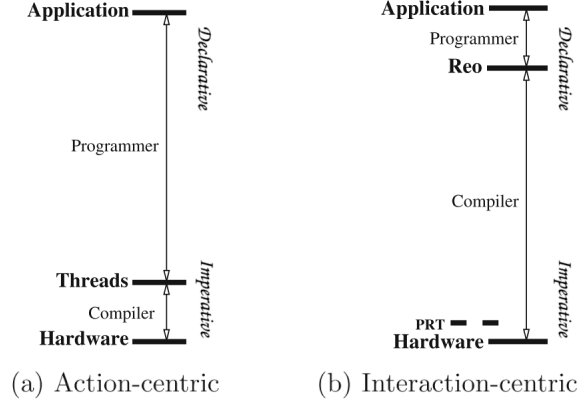 Application
Declarative
Programmer
Threads
Imperative
Compiler
Hardware
(a) Action-centric
Application
Programmer
Declarative
Reo
Compiler
Imperative
PRT
Hardware
(b) Interaction-centric